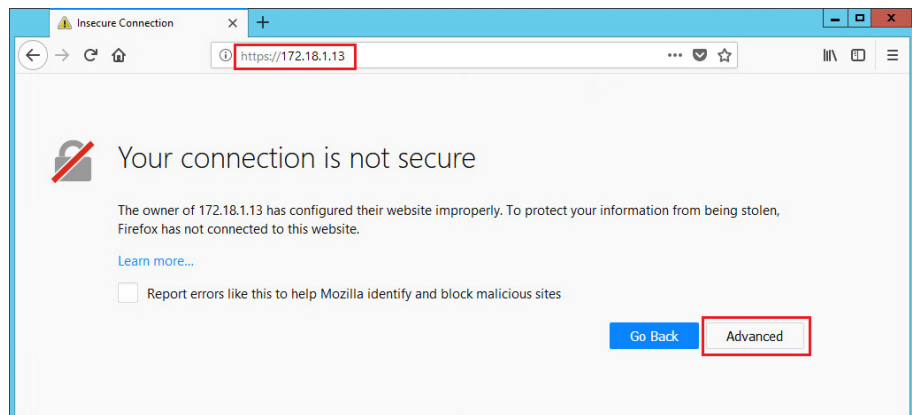 Insecure Connection
https://172.18.1.13
Your connection is not secure
The owner of 172.18.1.13 has configured their website improperly. To protect your information from being stolen,
Firefox has not connected to this website.
Learn more...
Report errors like this to help Mozilla identify and block malicious sites
Go Back Advanced